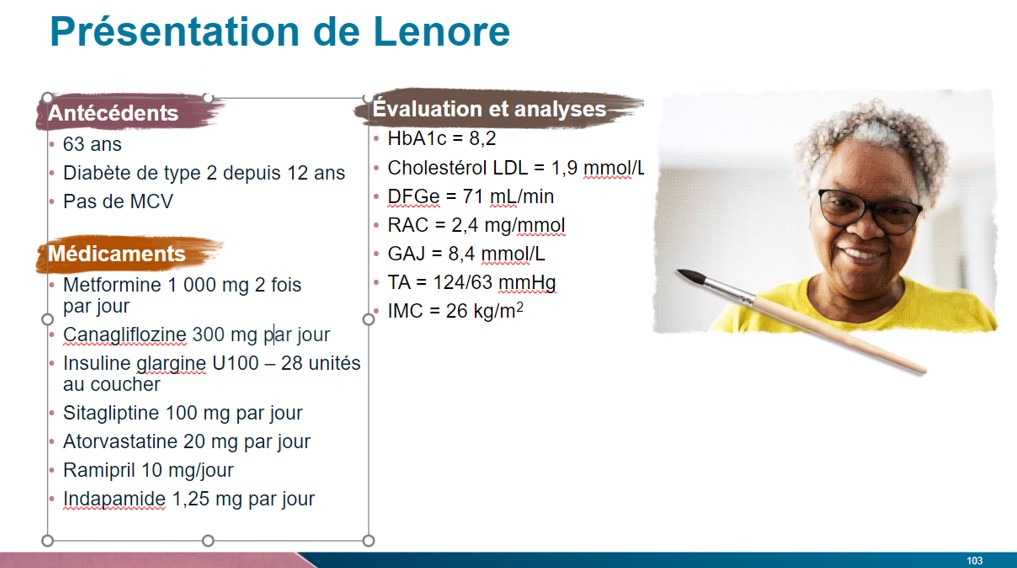 Présentation de Lenore
Antécédents
• 63 ans
• Diabète de type 2 depuis 12 ans
• Pas de MCV
Médicaments
• Metformine 1 000 mg 2 fois
par jour
• Canagliflozine 300 mg par jour
• Insuline glargine U100 – 28 unités
au coucher
• Sitagliptine 100 mg par jour
• Atorvastatine 20 mg par jour
• Ramipril 10 mg/jour
• Indapamide 1,25 mg par jour
Évaluation et analyses
• HbA1c = 8,2
• Cholestérol LDL = 1,9 mmol/L
• DFGe = 71 mL/min
• RAC = 2,4 mg/mmol
• GAJ = 8,4 mmol/L
• TA = 124/63 mmHg
• IMC = 26 kg/m²
103